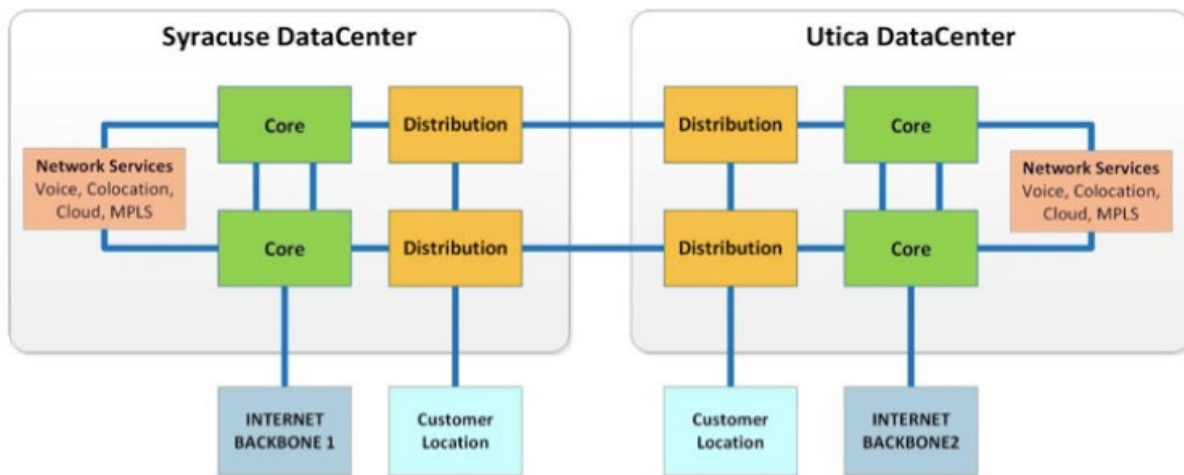 Syracuse DataCenter
Utica DataCenter
Core
Distribution
Distribution
Core
Network Services
Voice, Colocation,
Cloud, MPLS
Network Services
Voice, Colocation,
Cloud, MPLS
Core
Distribution
Distribution
Core
INTERNET
BACKBONE 1
Customer
Location
Customer
Location
INTERNET
BACKBONE2